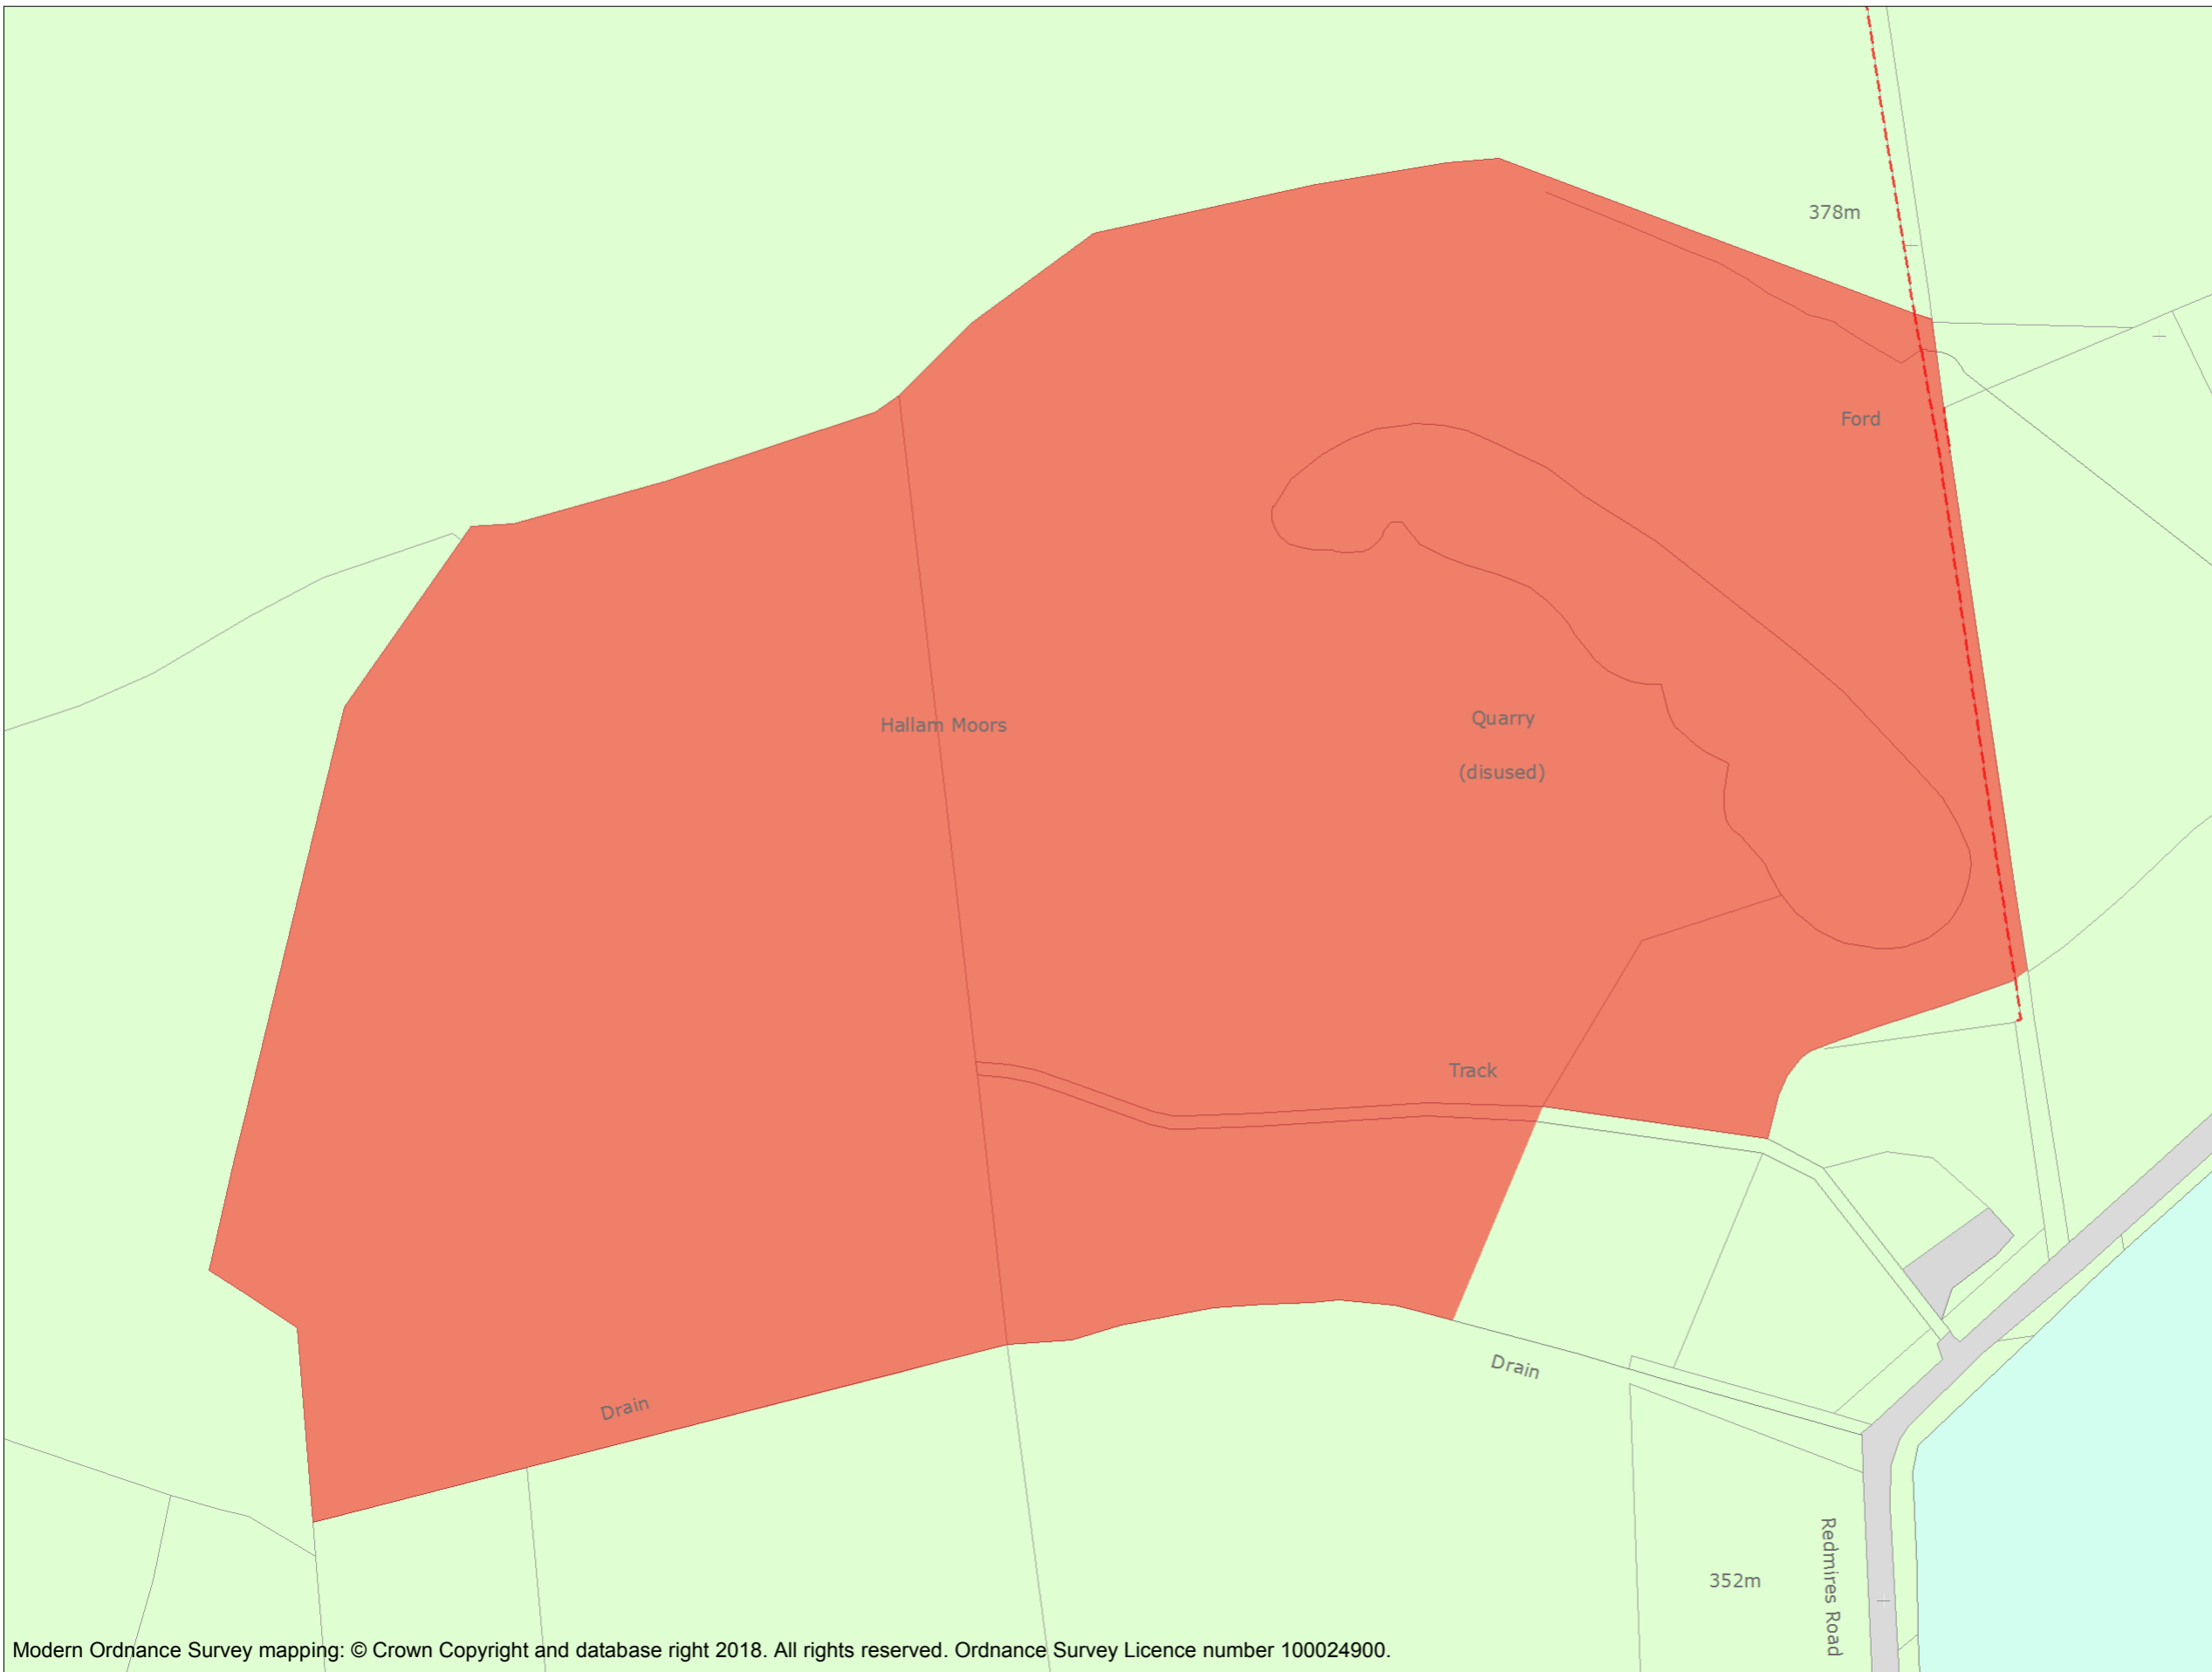 378m
Ford
Hallam Moors
Quarry
(disused)
Track
Drain
Drain
Redmires Road
352m
Modern Ordnance Survey mapping: © Crown Copyright and database right 2018. All rights reserved. Ordnance Survey Licence number 100024900.